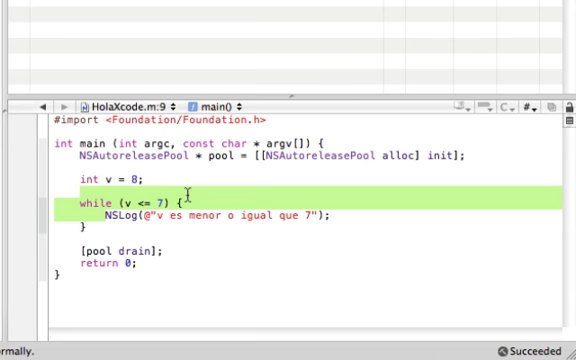 HolaXcode.m:9 main() C #
#import <Foundation/Foundation.h>
int main (int argc, const char * argv[]) {
NSAutoreleasePool * pool = [[NSAutoreleasePool alloc] init];
int v = 8;
while (v <= 7) {
NSLog(@"v es menor o igual que 7");
}
[pool drain];
return 0;
}
rmally. Succeeded